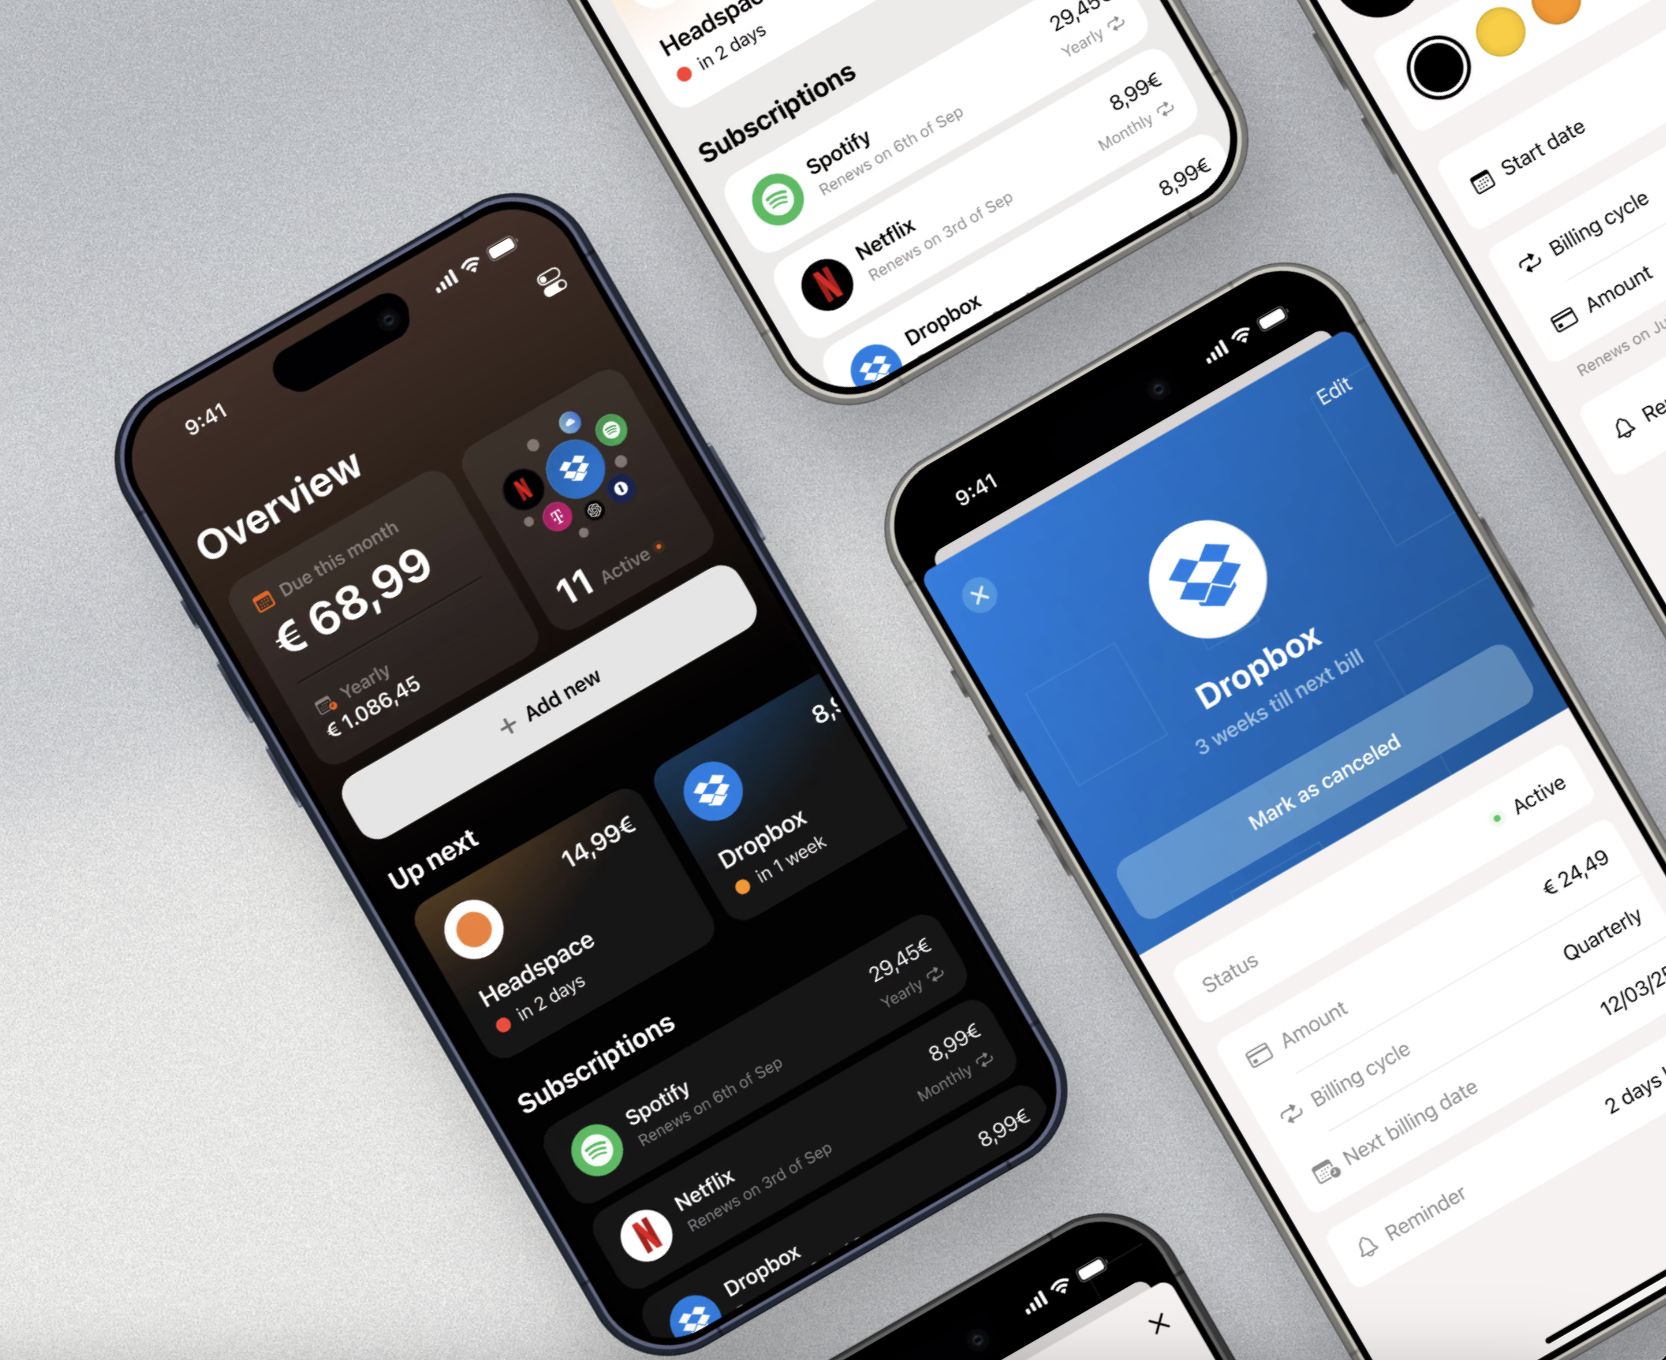 Headspace
in 2 days
Subscriptions
29,45€
Yearly
Spotify
Renews on 6th of Sep
8,99€
Monthly
Netflix
Renews on 3rd of Sep
8,99€
Dropbox
Start date
Billing cycle
Amount
Renews on
9:41
Overview
Due this month
€ 68,99
Yearly
€ 1.086,45
11 Active
+ Add new
Up next
14,99€
Headspace
in 2 days
Dropbox
in 1 week
Subscriptions
29,45€
Yearly
Spotify
Renews on 6th of Sep
8,99€
Monthly
Netflix
Renews on 3rd of Sep
8,99€
Dropbox
9:41
Edit
Dropbox
3 weeks till next bill
Mark as canceled
Status
Active
Amount
€ 24,49
Billing cycle
Quarterly
Next billing date
12/03/25
Reminder
2 days